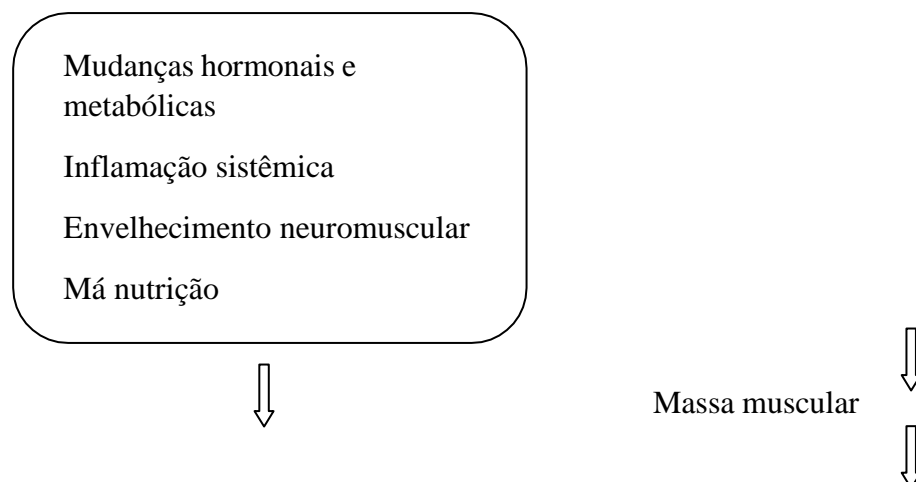 Mudanças hormonais e
metabólicas
Inflamação sistêmica
Envelhecimento neuromuscular
Má nutrição
Massa muscular